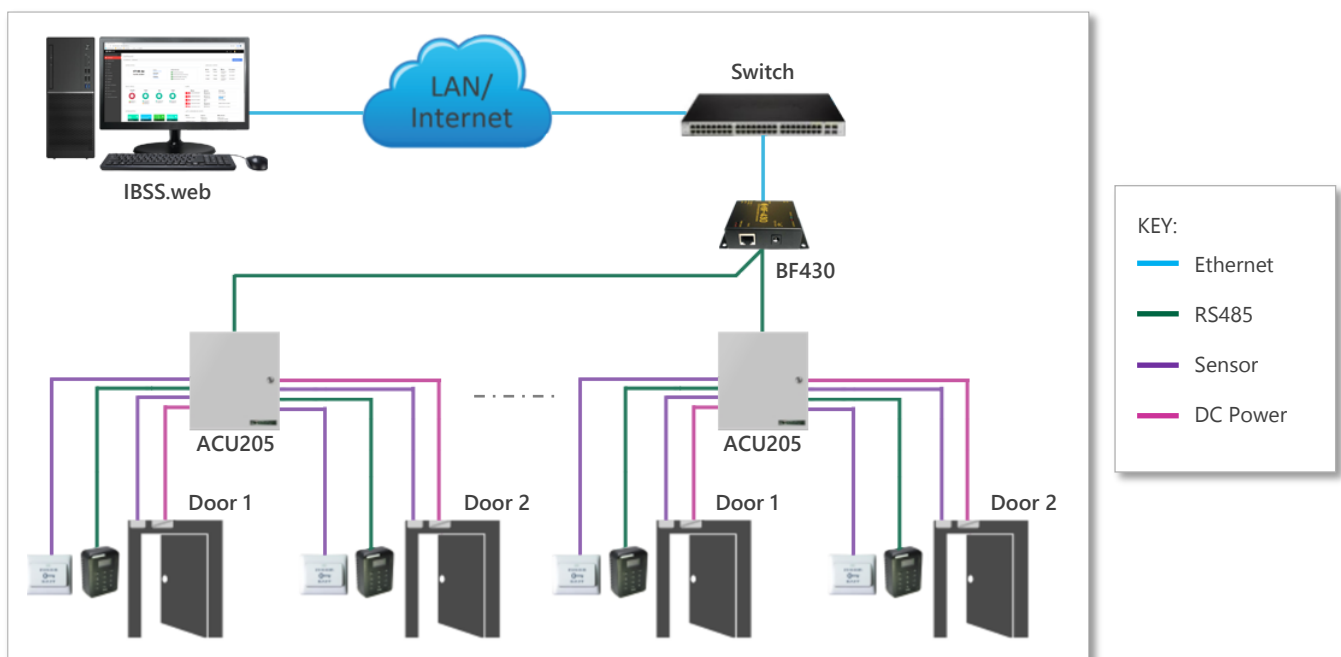 LAN/
Internet
Switch
IBSS.web
BF430
KEY:
Ethernet
RS485
Sensor
DC Power
ACU205
ACU205
Door 1
Door 2
Door 1
Door 2